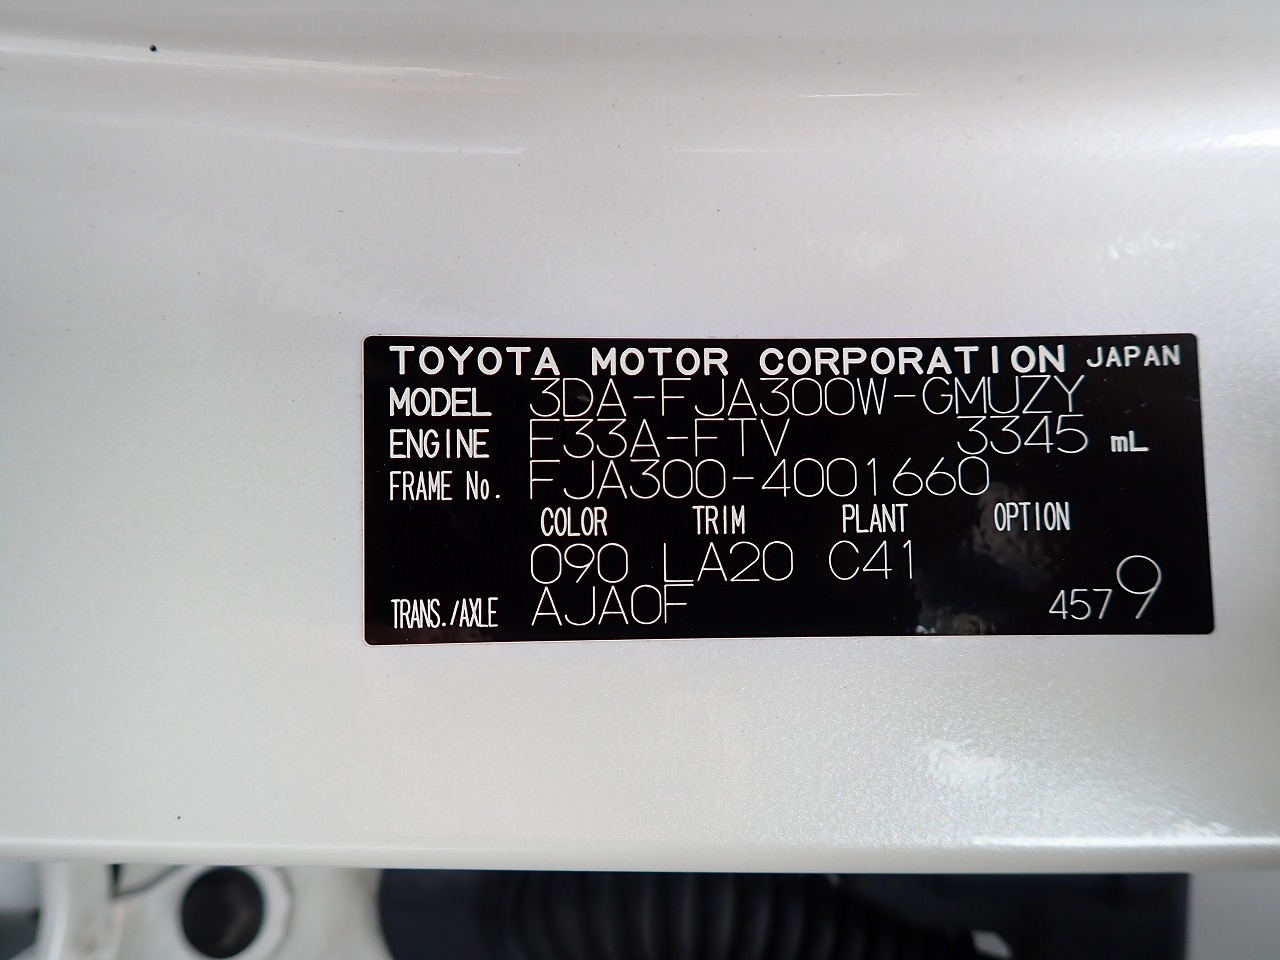 TOYOTA MOTOR CORPORATION JAPAN
MODEL 3DA-FJA300W-GMUZY
ENGINE F33A-FTV 3345 mL
FRAME No. FJA300-4001660
COLOR TRIM PLANT OPTION
090 LA20 C41
TRANS./AXLE AJA0F 4579